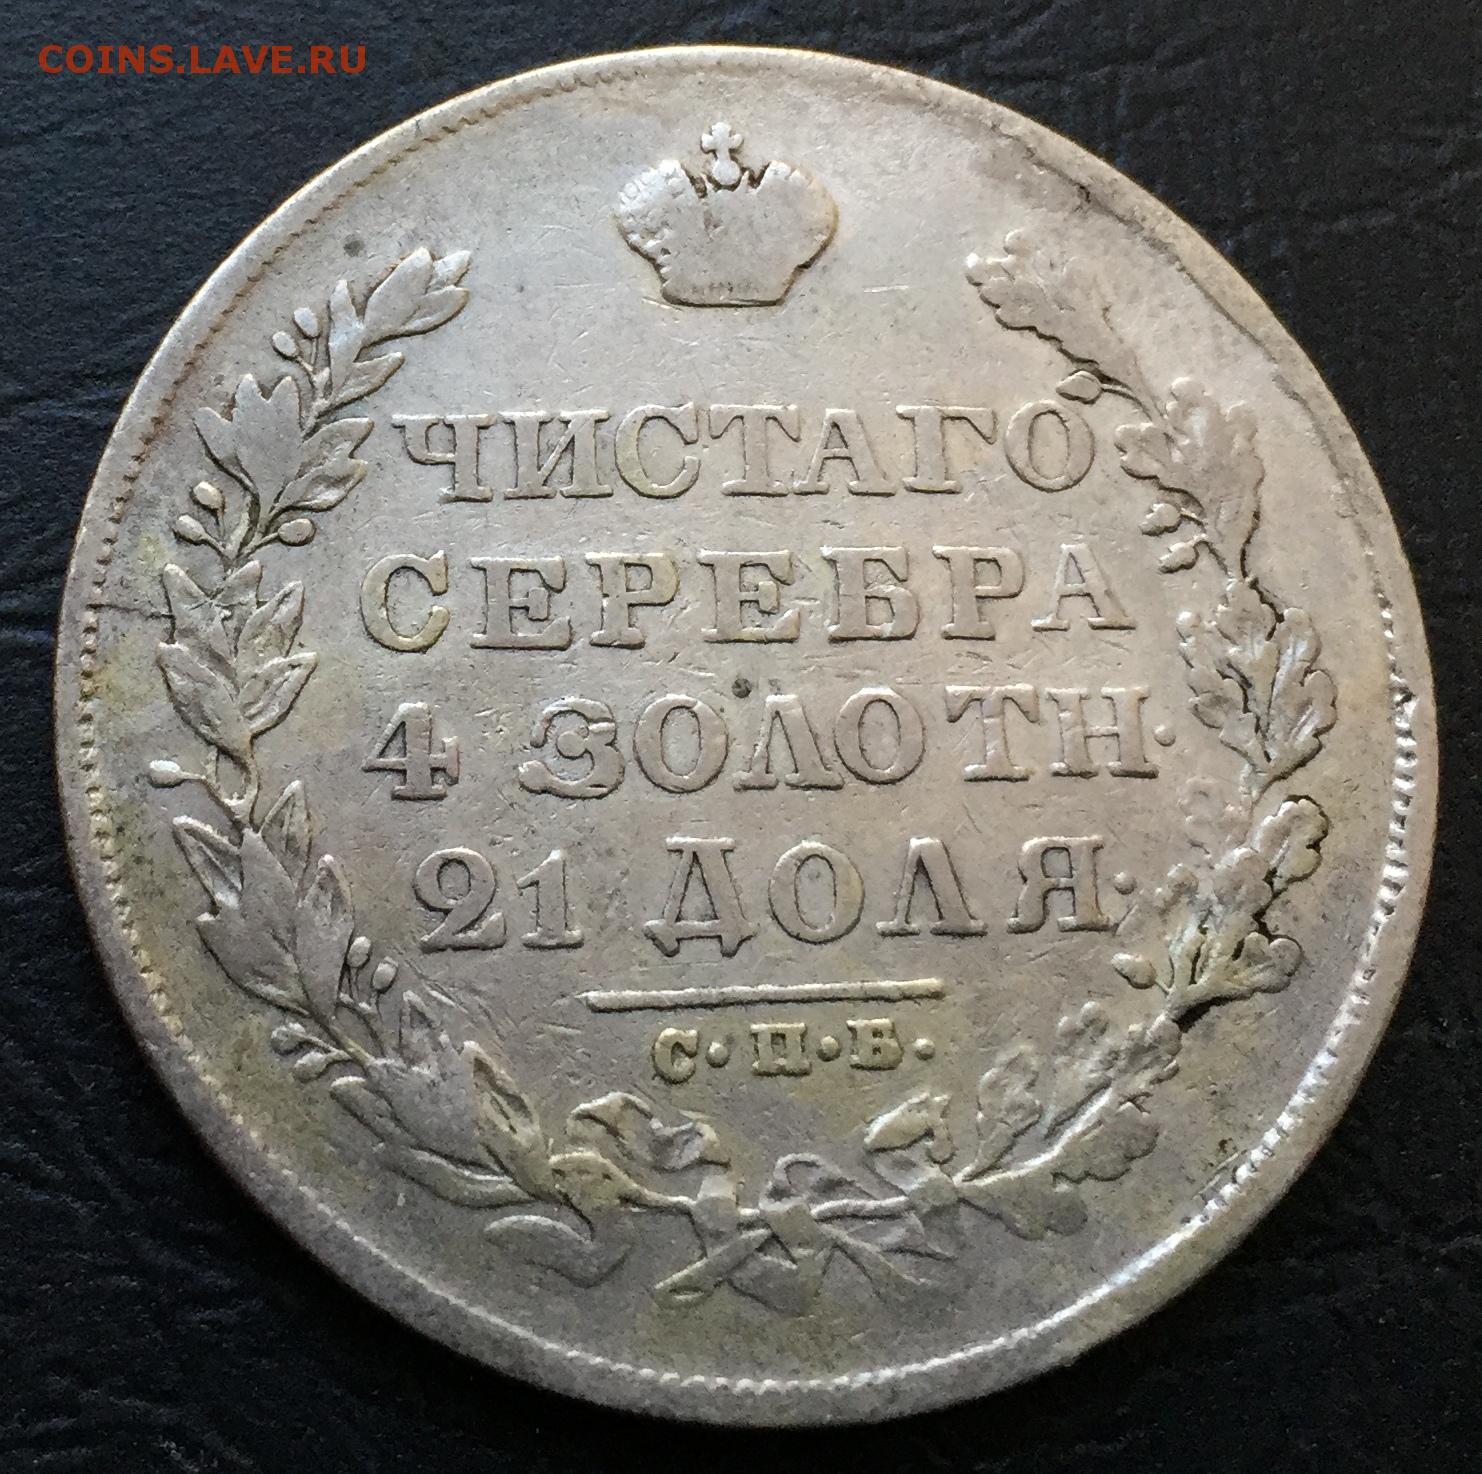 COINS.LAVE.RU
ЧИСТАГО
СЕРЕБРА
4 ЗОЛОТН·
21 ДОЛЯ·
С·П·Б·